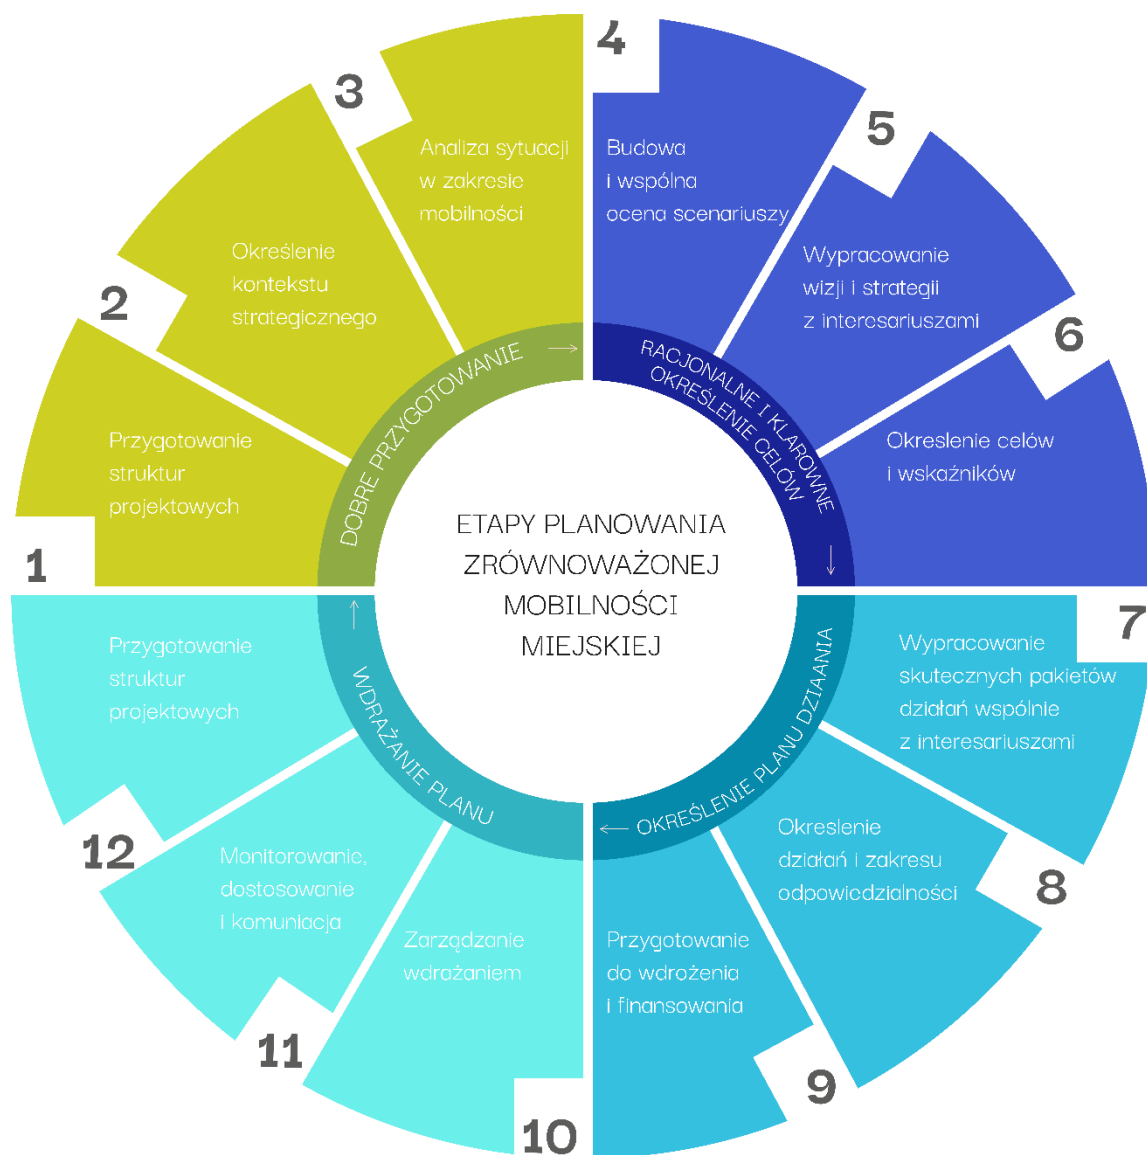 ETAPY PLANOWANIA
ZRÓWNOWAŻONEJ
MOBILNOŚCI
MIEJSKIEJ
DOBRE PRZYGOTOWANIE →
1
Przygotowanie
struktur
projektowych
2
Określenie
kontekstu
strategicznego
3
Analiza sytuacji
w zakresie
mobilności
RACJONALNE I KLAROWNE
OKREŚLENIE CELÓW →
4
Budowa
i wspólna
ocena scenariuszy
5
Wypracowanie
wizji i strategii
z interesariuszami
6
Okreslenie celów
i wskaźników
OKREŚLENIE PLANU DZIAANIA →
7
Wypracowanie
skutecznych pakietów
działań wspólnie
z interesariuszami
8
Okreslenie
działań i zakresu
odpowiedzialności
9
Przygotowanie
do wdrożenia
i finansowania
WDRAŻANIE PLANU →
10
Zarządzanie
wdrażaniem
11
Monitorowanie,
dostosowanie
i komuniacja
12
Przygotowanie
struktur
projektowych